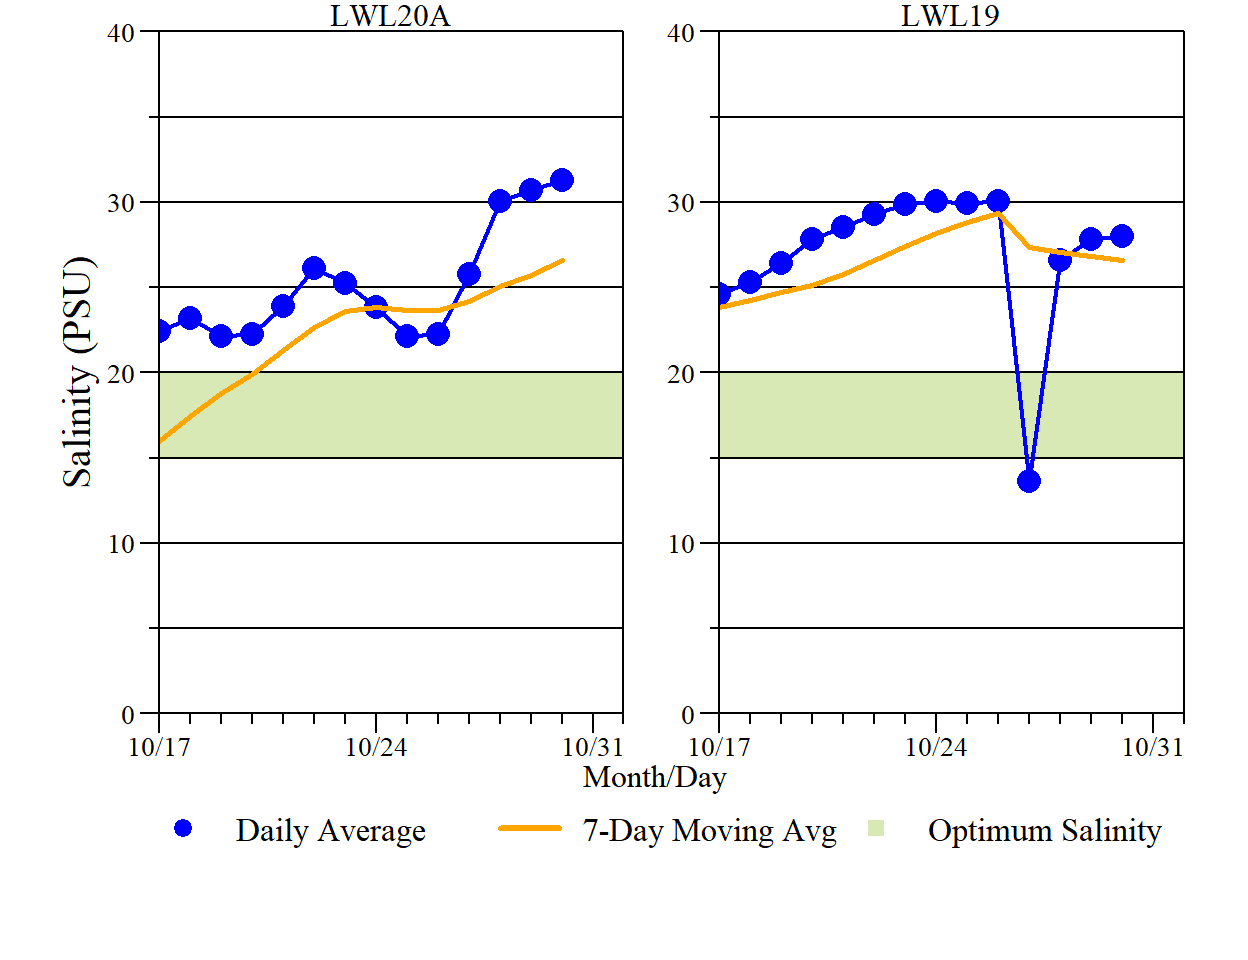 LWL20A
LWL19
40
30
20
10
0
40
30
20
10
0
Salinity (PSU)
10/17
10/24
10/31
10/17
10/24
10/31
Month/Day
Daily Average
7-Day Moving Avg
Optimum Salinity